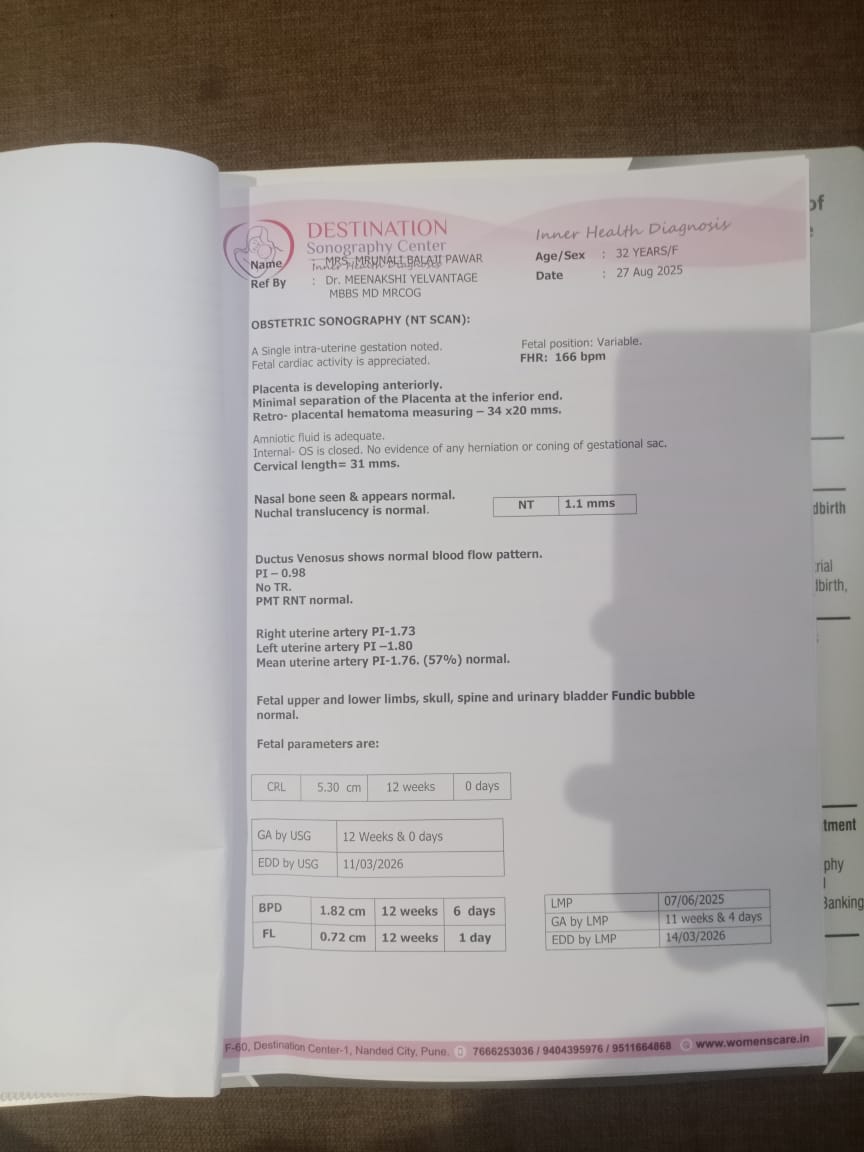 DESTINATION
Sonography Center
Inner Health Diagnosis
Name : MRS. MRUNALI BALAJI PAWAR
Age/Sex : 32 YEARS/F
Ref By : Dr. MEENAKSHI YELVANTAGE
MBBS MD MRCOG
Date : 27 Aug 2025
OBSTETRIC SONOGRAPHY (NT SCAN):
A Single intra-uterine gestation noted.
Fetal position: Variable.
Fetal cardiac activity is appreciated.
FHR: 166 bpm
Placenta is developing anteriorly.
Minimal separation of the Placenta at the inferior end.
Retro- placental hematoma measuring – 34 x20 mms.
Amniotic fluid is adequate.
Internal- OS is closed. No evidence of any herniation or coning of gestational sac.
Cervical length= 31 mms.
Nasal bone seen & appears normal.
Nuchal translucency is normal.
NT 1.1 mms
Ductus Venosus shows normal blood flow pattern.
PI – 0.98
No TR.
PMT RNT normal.
Right uterine artery PI-1.73
Left uterine artery PI –1.80
Mean uterine artery PI-1.76. (57%) normal.
Fetal upper and lower limbs, skull, spine and urinary bladder Fundic bubble
normal.
Fetal parameters are:
CRL 5.30 cm 12 weeks 0 days
GA by USG 12 Weeks & 0 days
EDD by USG 11/03/2026
BPD 1.82 cm 12 weeks 6 days
FL 0.72 cm 12 weeks 1 day
LMP 07/06/2025
GA by LMP 11 weeks & 4 days
EDD by LMP 14/03/2026
F-60, Destination Center-1, Nanded City, Pune. 7666253036 / 9404395976 / 9511664668 www.womenscare.in
of
dbirth
rial
lbirth,
tment
phy
Banking